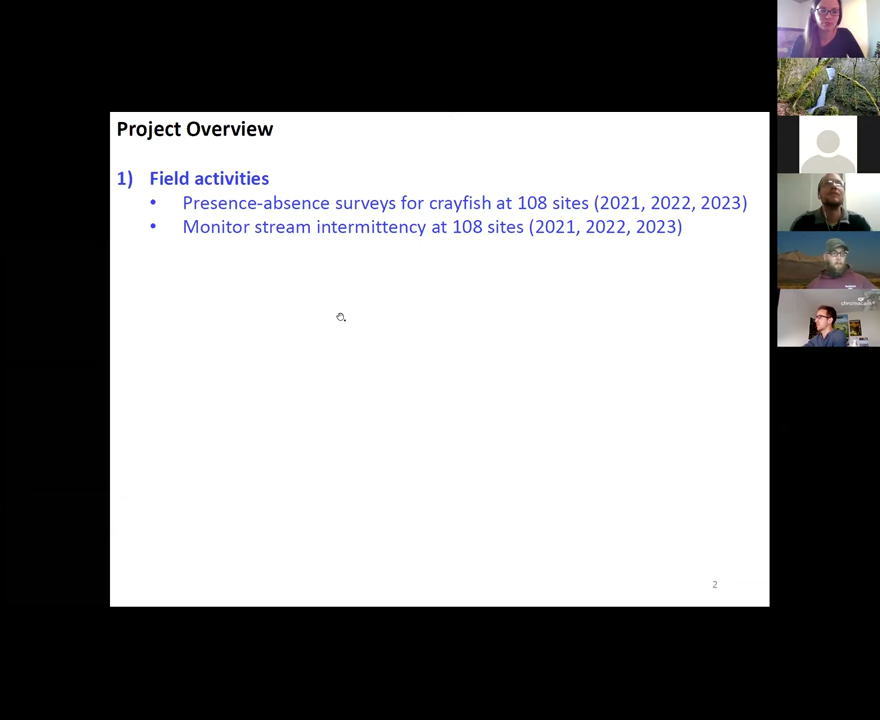 Project Overview
1) Field activities
• Presence-absence surveys for crayfish at 108 sites (2021, 2022, 2023)
• Monitor stream intermittency at 108 sites (2021, 2022, 2023)
2
chromacam